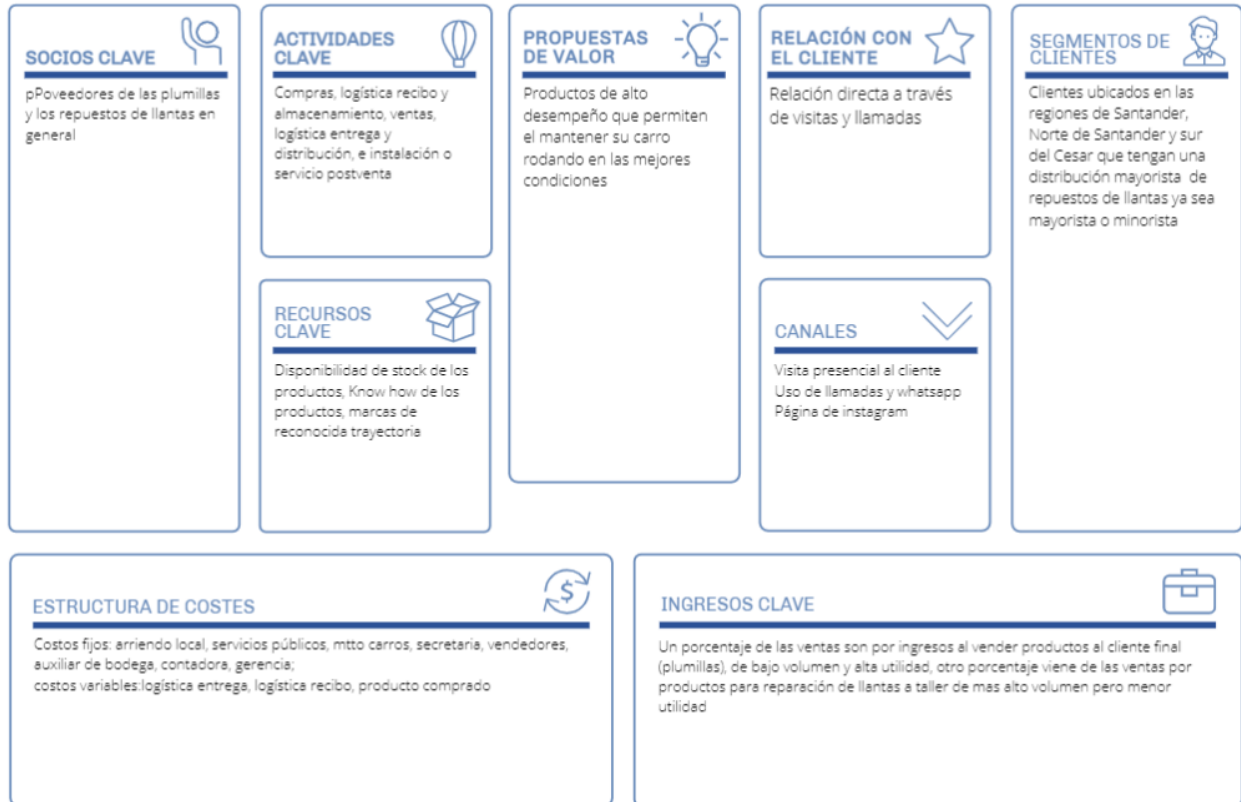 SOCIOS CLAVE
pPoveedores de las plumillas
y los repuestos de llantas en
general
ACTIVIDADES
CLAVE
Compras, logística recibo y
almacenamiento, ventas,
logística entrega y
distribución, e instalación o
servicio postventa
RECURSOS
CLAVE
Disponibilidad de stock de los
productos, Know how de los
productos, marcas de
reconocida trayectoria
PROPUESTAS
DE VALOR
Productos de alto
desempeño que permiten
el mantener su carro
rodando en las mejores
condiciones
RELACIÓN CON
EL CLIENTE
Relación directa a través
de visitas y llamadas
CANALES
Visita presencial al cliente
Uso de llamadas y whatsapp
Página de instagram
SEGMENTOS DE
CLIENTES
Clientes ubicados en las
regiones de Santander,
Norte de Santander y sur
del Cesar que tengan una
distribución mayorista de
repuestos de llantas ya sea
mayorista o minorista
ESTRUCTURA DE COSTES
$
Costos fijos: arriendo local, servicios públicos, mtto carros, secretaria, vendedores,
auxiliar de bodega, contadora, gerencia;
costos variables:logística entrega, logística recibo, producto comprado
INGRESOS CLAVE
Un porcentaje de las ventas son por ingresos al vender productos al cliente final
(plumillas), de bajo volumen y alta utilidad, otro porcentaje viene de las ventas por
productos para reparación de llantas a taller de mas alto volumen pero menor
utilidad